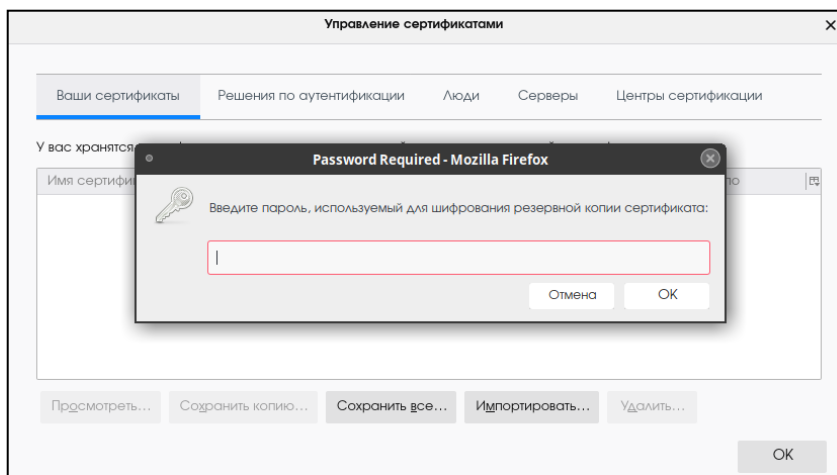 Управление сертификатами
Ваши сертификаты Решения по аутентификации Люди Серверы Центры сертификации
У вас хранятся
Password Required - Mozilla Firefox
Имя сертифи
Введите пароль, используемый для шифрования резервной копии сертификата:
Отмена OK
Просмотреть... Сохранить копию... Сохранить все... Импортировать... Удалить...
OK